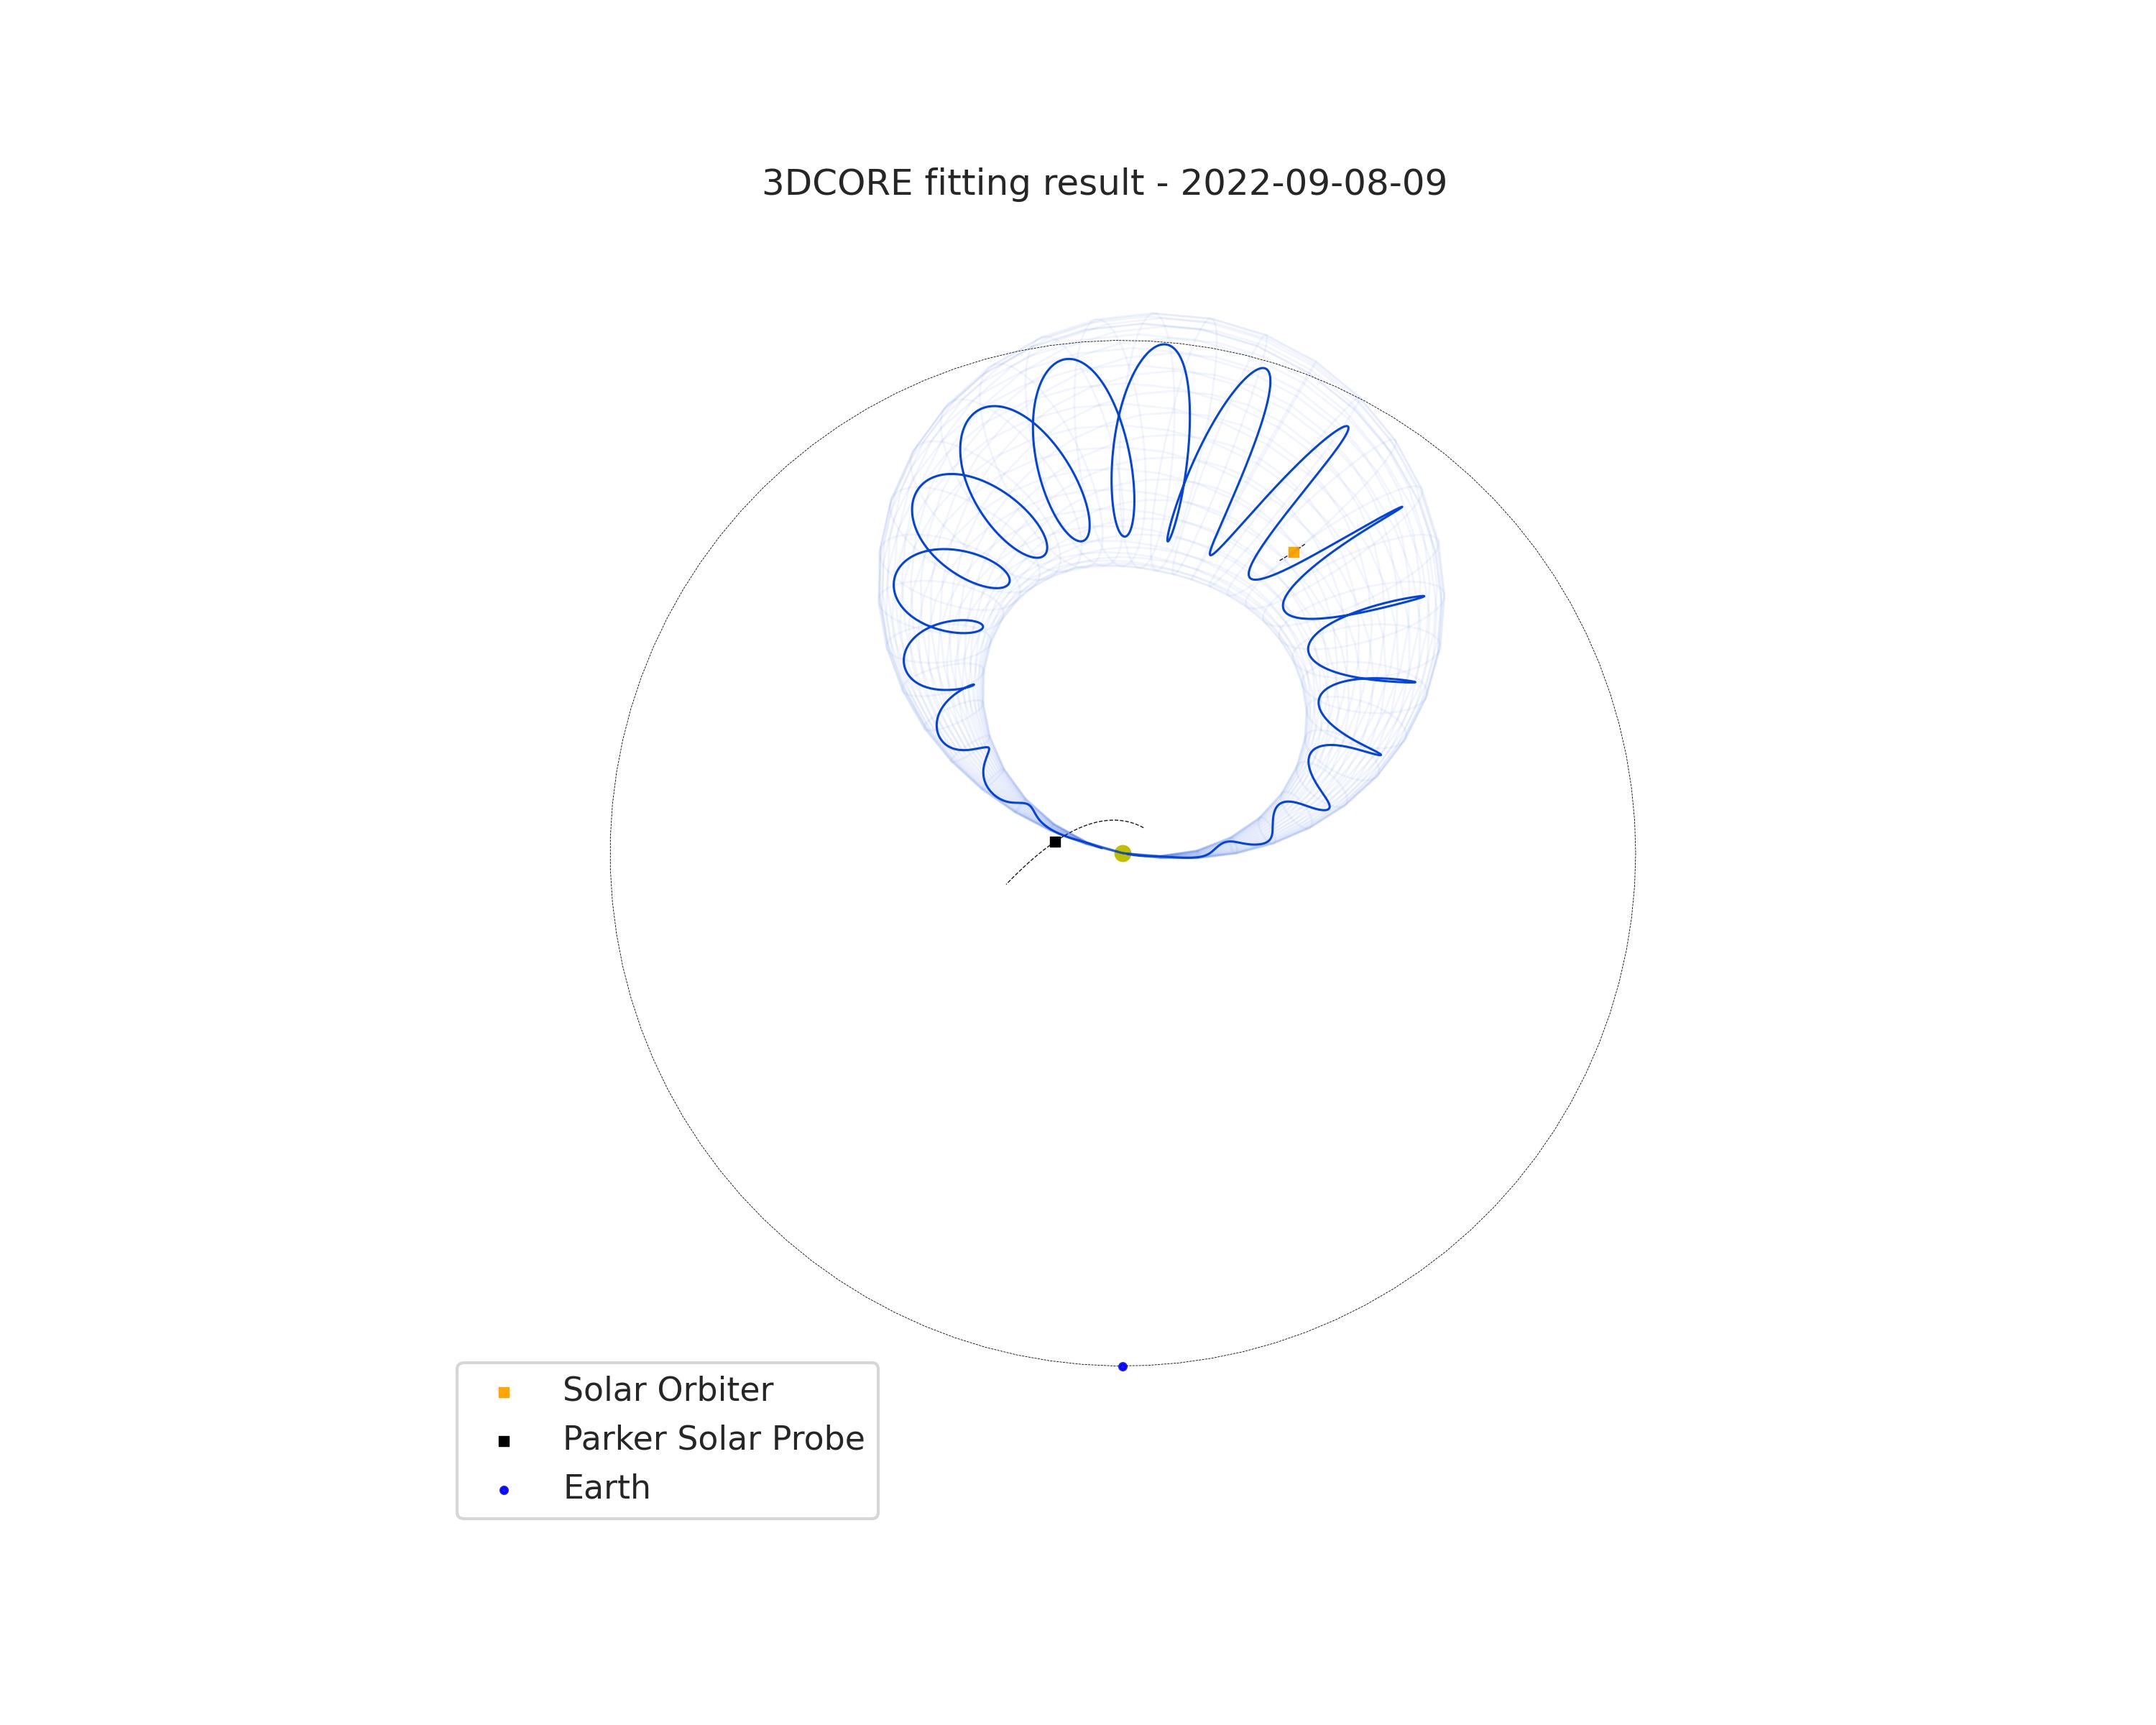 3DCORE fitting result - 2022-09-08-09
Solar Orbiter
Parker Solar Probe
Earth